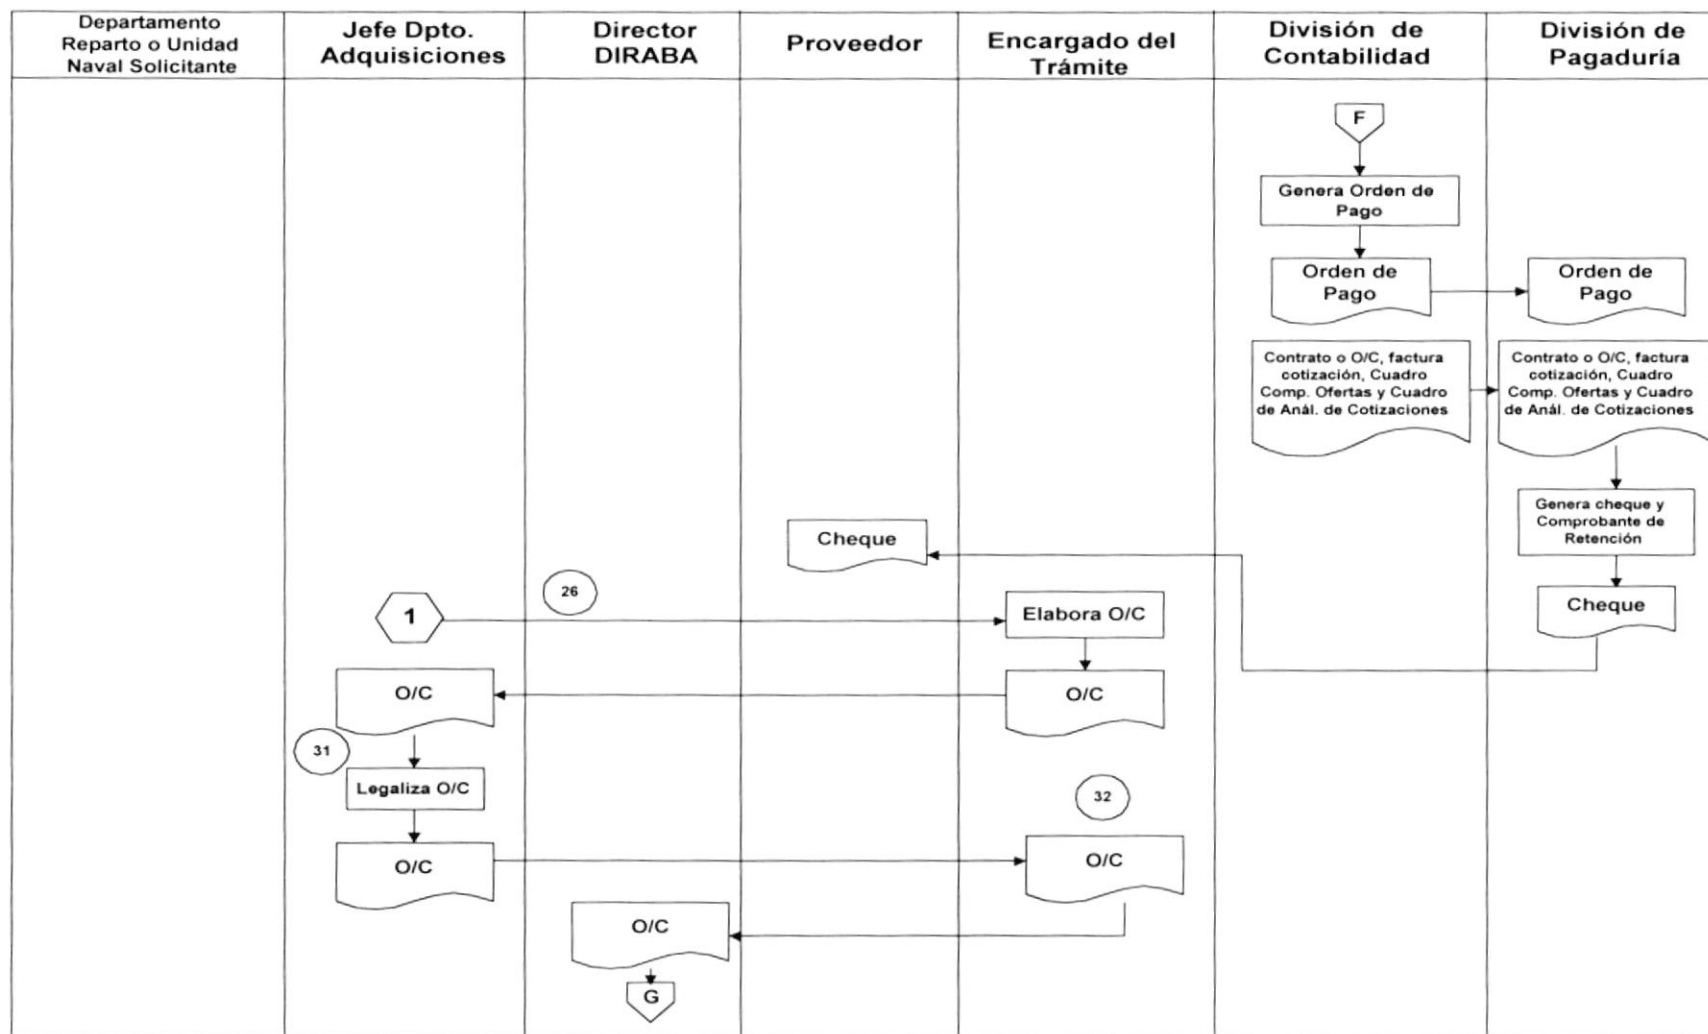 Departamento
Reparto o Unidad
Naval Solicitante
Jefe Dpto.
Adquisiciones
Director
DIRABA
Proveedor
Encargado del
Trámite
División de
Contabilidad
División de
Pagaduría
F
Genera Orden de
Pago
Orden de
Pago
Orden de
Pago
Contrato o O/C, factura
cotización, Cuadro
Comp. Ofertas y Cuadro
de Anál. de Cotizaciones
Contrato o O/C, factura
cotización, Cuadro
Comp. Ofertas y Cuadro
de Anál. de Cotizaciones
Genera cheque y
Comprobante de
Retención
Cheque
Cheque
1
26
Elabora O/C
O/C
O/C
31
Legaliza O/C
32
O/C
O/C
O/C
G